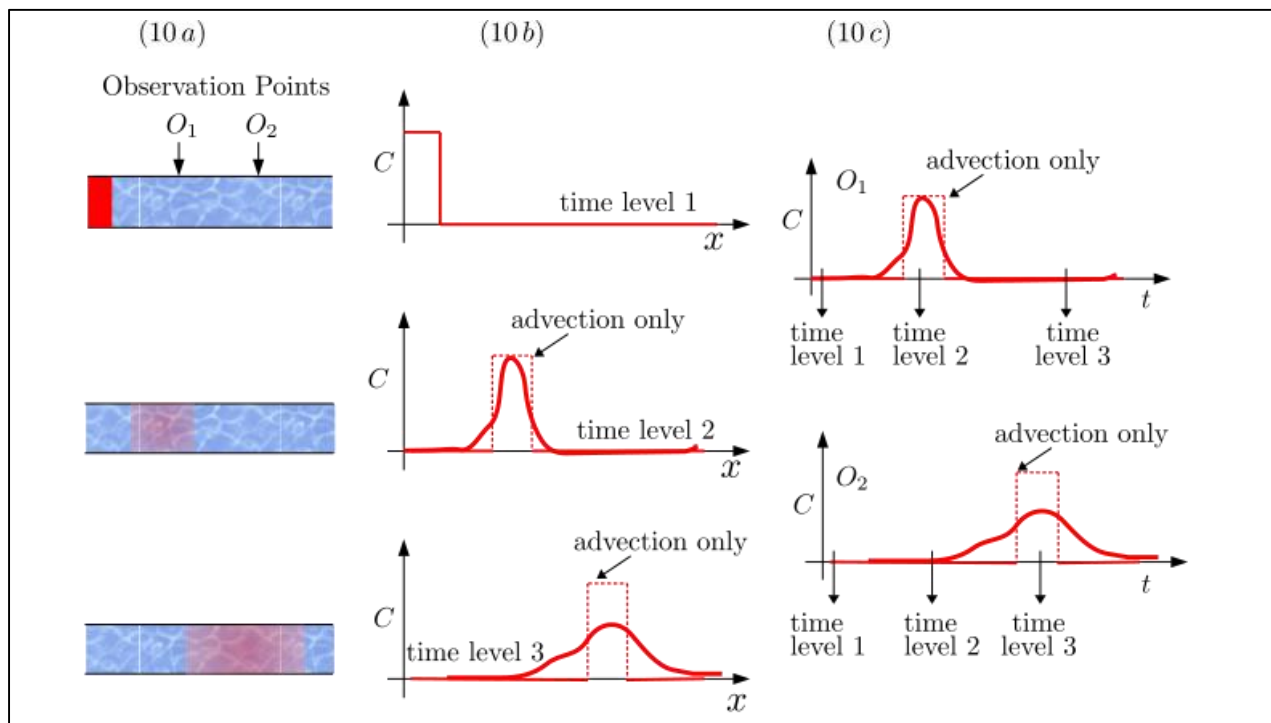 (10 a)
Observation Points
O₁ O₂
(10 b)
C
time level 1
x
advection only
C
time level 2
x
advection only
C
time level 3
x
(10 c)
O₁
advection only
C
t
time
level 1
time
level 2
time
level 3
O₂
advection only
C
t
time
level 1
time
level 2
time
level 3